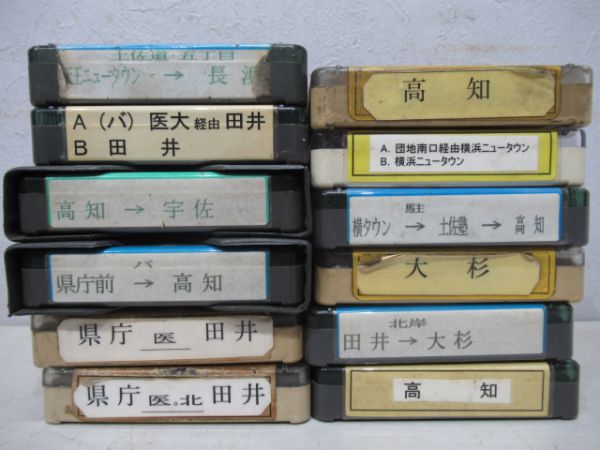 土佐道・五丁目
天王ニュータウン → 長浜
A (バ) 医大 経由 田井
B 田 井
高知 → 宇佐
バ
県庁前 → 高知
県庁 医 田井
県庁 医。北 田井
高 知
A. 団地南口経由横浜ニュータウン
B. 横浜ニュータウン
駐
横タウン → 土佐塾 → 高知
大 杉
北岸
田井 → 大杉
高 知